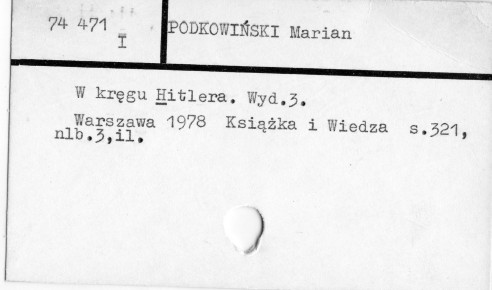 74 471 I
PODKOWIŃSKI Marian
W kręgu Hitlera. Wyd.3.
Warszawa 1978 Książka i Wiedza s.321,
nlb.3,il.